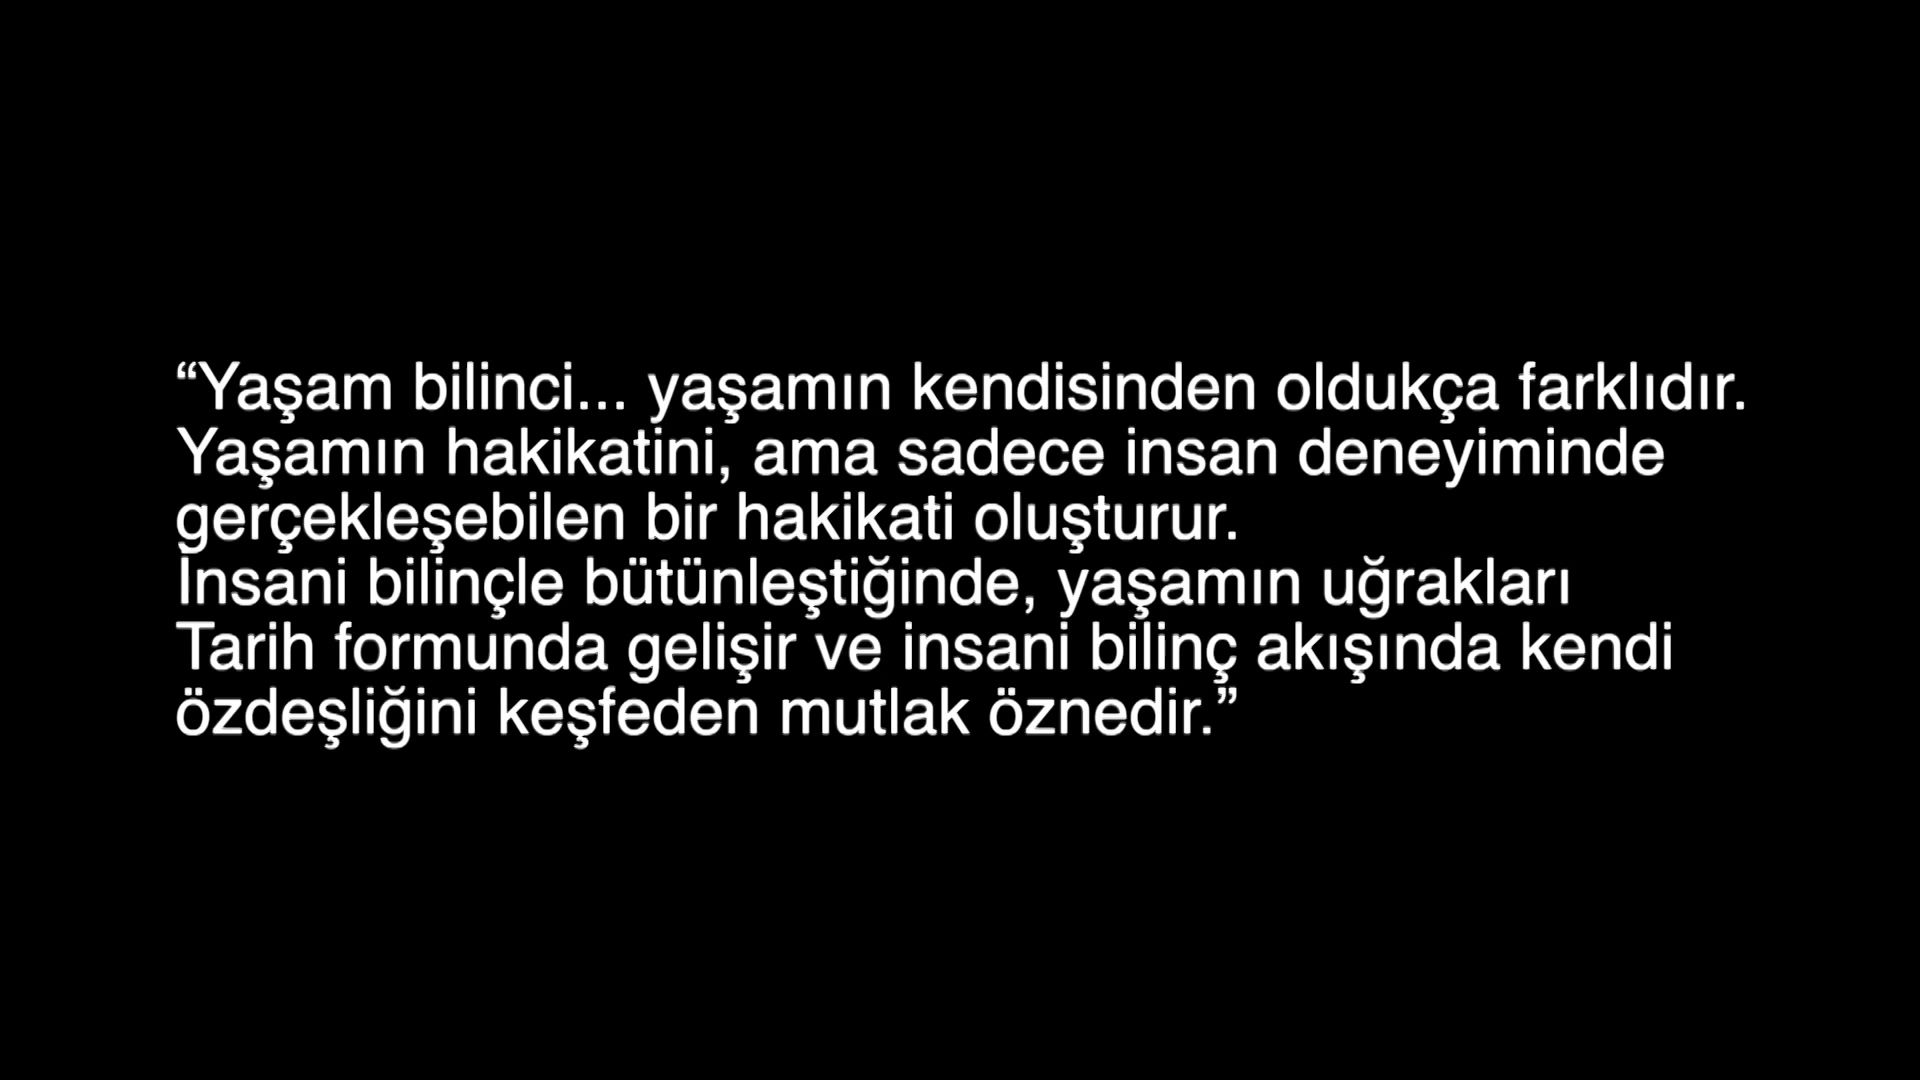 “Yaşam bilinci... yaşamın kendisinden oldukça farklıdır.
Yaşamın hakikatini, ama sadece insan deneyiminde
gerçekleşebilen bir hakikati oluşturur.
İnsani bilinçle bütünleştiğinde, yaşamın uğrakları
Tarih formunda gelişir ve insani bilinç akışında kendi
özdeşliğini keşfeden mutlak öznedir.”